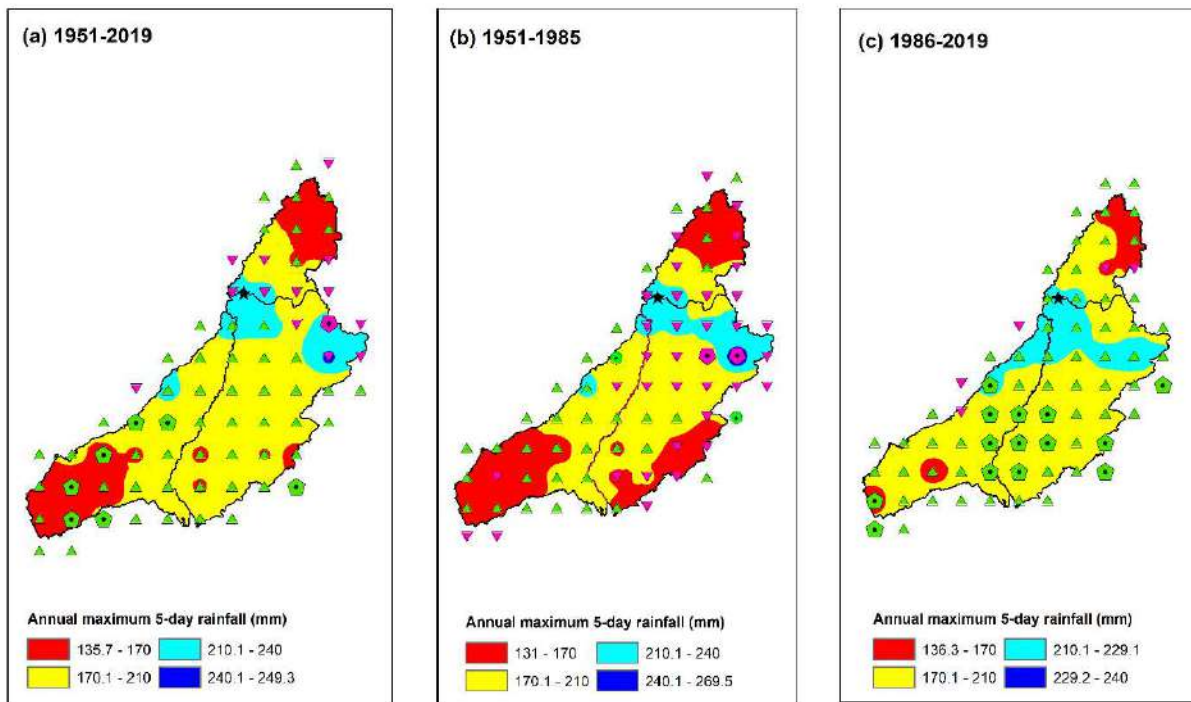 (a) 1951-2019
Annual maximum 5-day rainfall (mm)
135.7 - 170
210.1 - 240
170.1 - 210
240.1 - 249.3
(b) 1951-1985
Annual maximum 5-day rainfall (mm)
131 - 170
210.1 - 240
170.1 - 210
240.1 - 269.5
(c) 1986-2019
Annual maximum 5-day rainfall (mm)
136.3 - 170
210.1 - 229.1
170.1 - 210
229.2 - 240